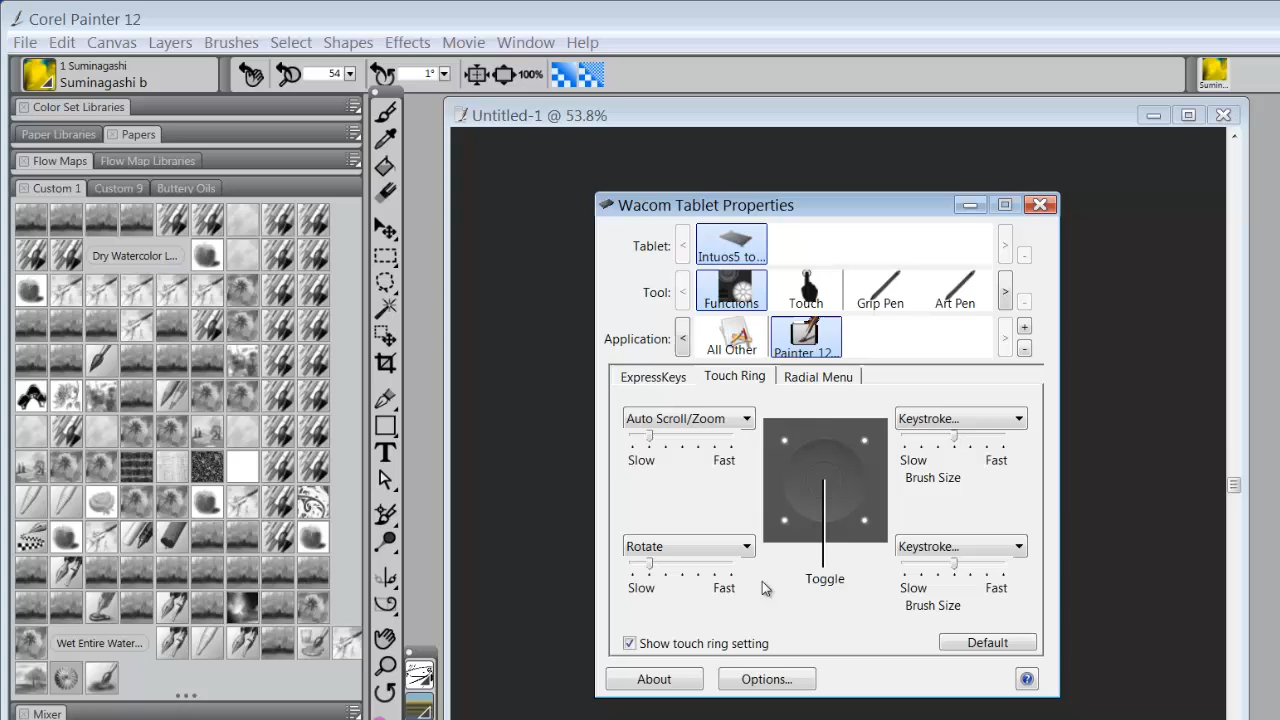 Corel Painter 12
File Edit Canvas Layers Brushes Select Shapes Effects Movie Window Help
1 Suminagashi
Suminagashi b
54
1°
100%
Sumin...
Color Set Libraries
Paper Libraries Papers
Flow Maps Flow Map Libraries
Custom 1 Custom 9 Buttery Oils
Dry Watercolor L...
Wet Entire Water...
Mixer
Untitled-1 @ 53.8%
Wacom Tablet Properties
Tablet: < Intuos5 to... > -
Tool: < Functions Touch Grip Pen Art Pen > -
Application: < All Other Painter 12... > + -
ExpressKeys Touch Ring Radial Menu
Auto Scroll/Zoom
Slow Fast
Keystroke...
Slow Fast
Brush Size
Rotate
Slow Fast
Toggle
Keystroke...
Slow Fast
Brush Size
Show touch ring setting
Default
About Options... ?
T